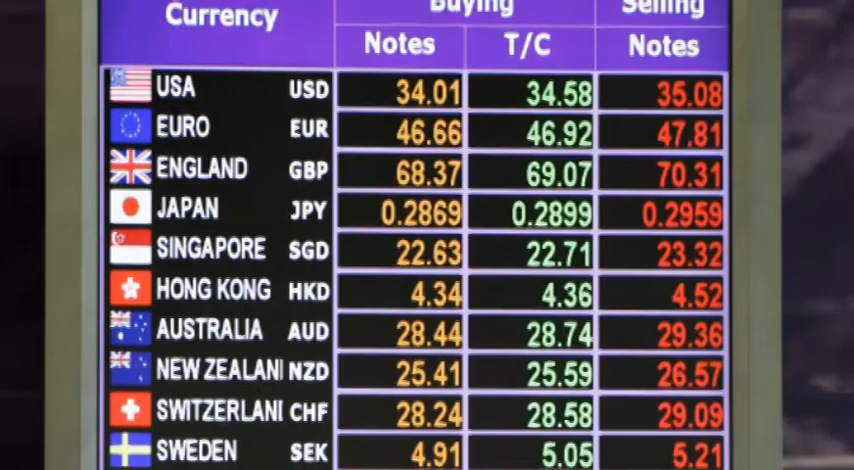 Currency Buying Selling
Notes T/C Notes
USA USD 34.01 34.58 35.08
EURO EUR 46.66 46.92 47.81
ENGLAND GBP 68.37 69.07 70.31
JAPAN JPY 0.2869 0.2899 0.2959
SINGAPORE SGD 22.63 22.71 23.32
HONG KONG HKD 4.34 4.36 4.52
AUSTRALIA AUD 28.44 28.74 29.36
NEW ZEALAN NZD 25.41 25.59 26.57
SWITZERLAN CHF 28.24 28.58 29.09
SWEDEN SEK 4.91 5.05 5.21